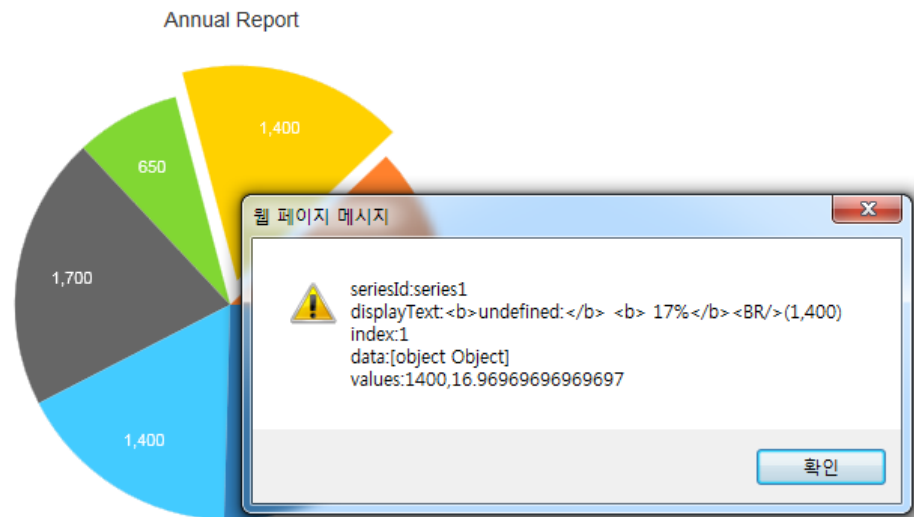 Annual Report
1,400
650
1,700
1,400
웹 페이지 메시지
seriesId:series1
displayText:<b>undefined:</b> <b> 17%</b><BR/>(1,400)
index:1
data:[object Object]
values:1400,16.96969696969697
확인